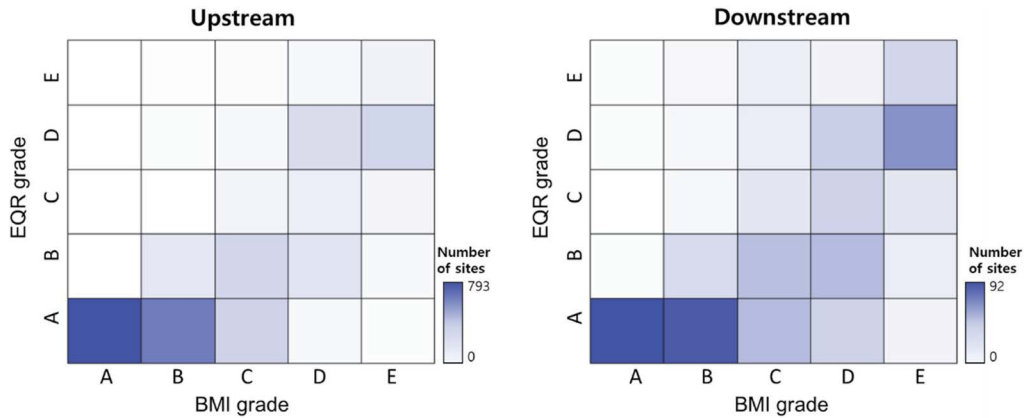 Upstream
EQR grade
E
D
C
B
A
A B C D E
BMI grade
Number
of sites
793
0
Downstream
EQR grade
E
D
C
B
A
A B C D E
BMI grade
Number
of sites
92
0